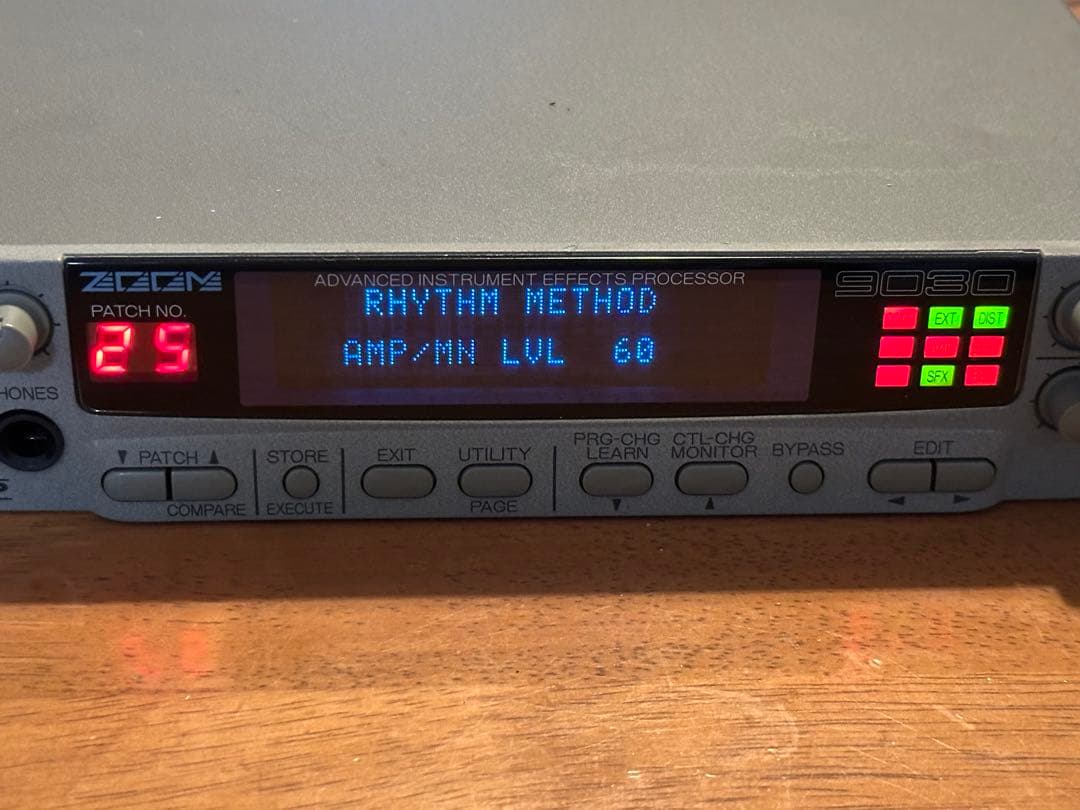 ZOOM
ADVANCED INSTRUMENT EFFECTS PROCESSOR
9030
PATCH NO.
25
RHYTHM METHOD
AMP/MN LVL 60
EXT DIST
SFX
PATCH
COMPARE
STORE
EXECUTE
EXIT
UTILITY
PAGE
PRG-CHG
LEARN
CTL-CHG
MONITOR
BYPASS
EDIT